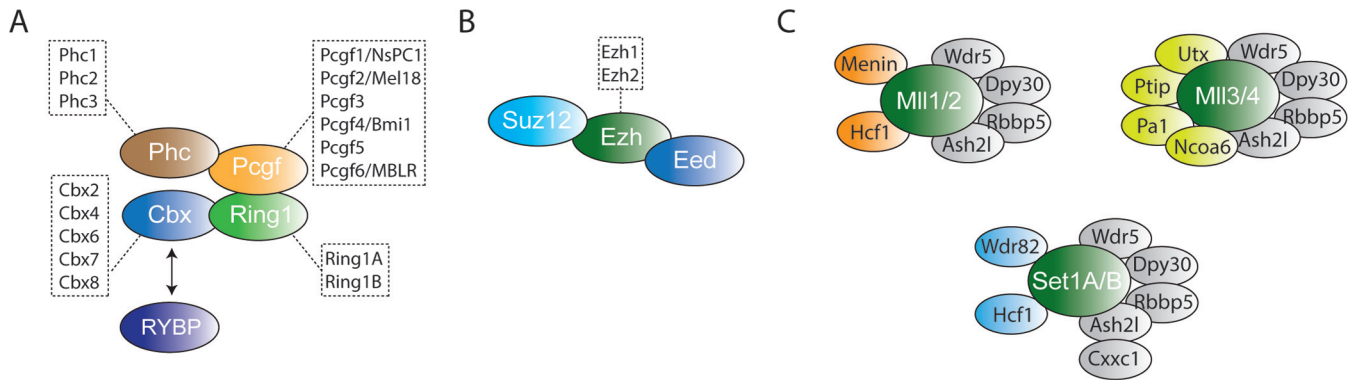 A
Phc1
Phc2
Phc3
Pcgf1/NsPC1
Pcgf2/Mel18
Pcgf3
Pcgf4/Bmi1
Pcgf5
Pcgf6/MBLR
Phc
Pcgf
Cbx2
Cbx4
Cbx6
Cbx7
Cbx8
Cbx
Ring1
Ring1A
Ring1B
RYBP
B
Ezh1
Ezh2
Suz12
Ezh
Eed
C
Menin
Hcf1
Mll1/2
Wdr5
Dpy30
Rbbp5
Ash2l
Utx
Ptip
Pa1
Ncoa6
Mll3/4
Wdr5
Dpy30
Rbbp5
Ash2l
Wdr82
Hcf1
Set1A/B
Wdr5
Dpy30
Rbbp5
Ash2l
Cxxc1